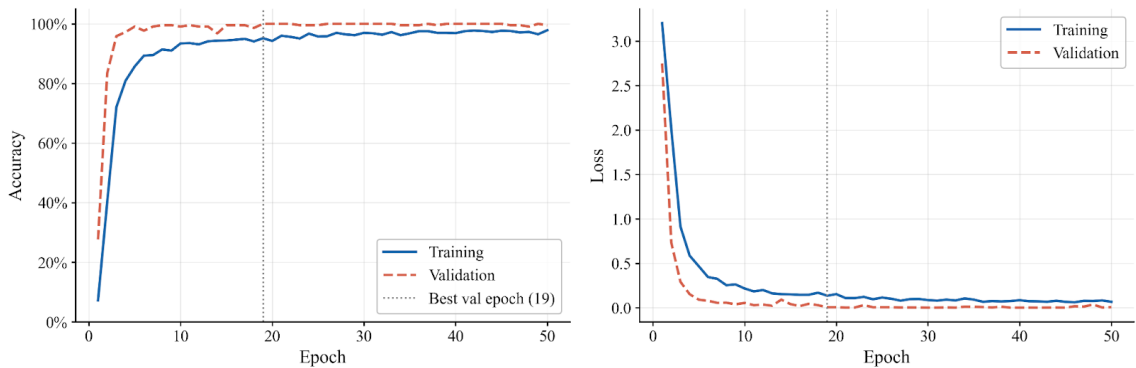 100%
80%
60%
40%
20%
0%
Accuracy
Training
Validation
Best val epoch (19)
0 10 20 30 40 50
Epoch
3.0
2.5
2.0
1.5
1.0
0.5
0.0
Loss
Training
Validation
0 10 20 30 40 50
Epoch